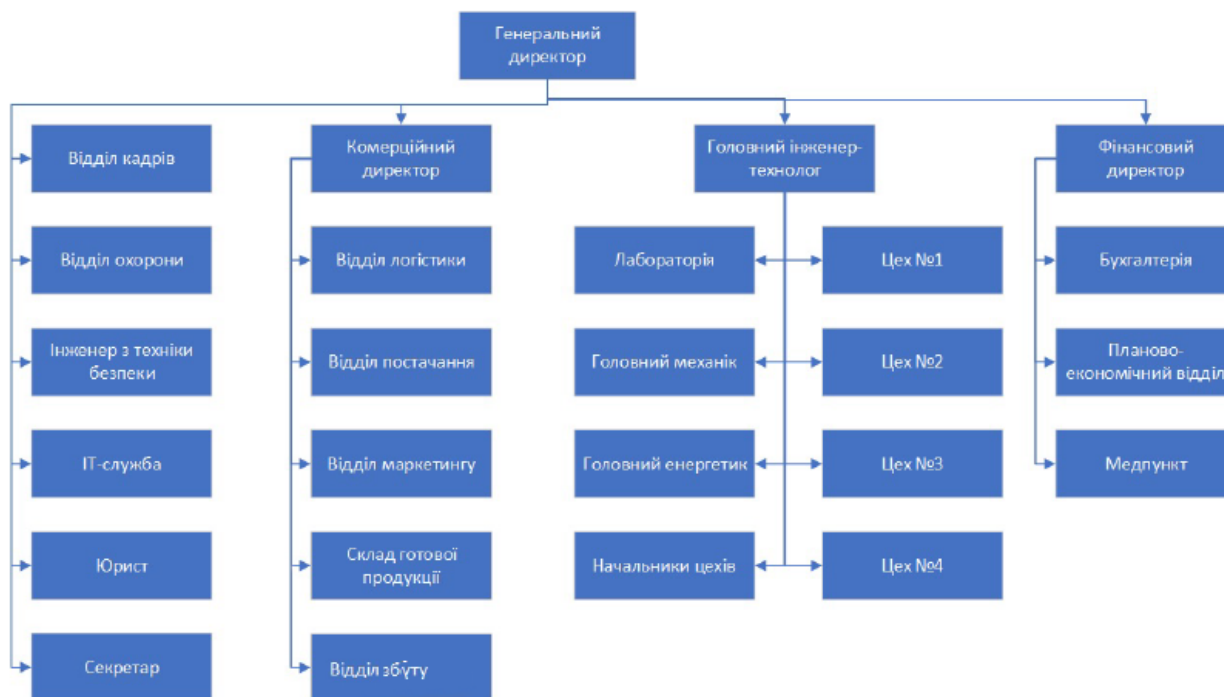 Генеральний
директор
Відділ кадрів
Комерційний
директор
Головний інженер-
технолог
Фінансовий
директор
Відділ охорони
Відділ логістики
Лабораторія
Цех №1
Бухгалтерія
Інженер з техніки
безпеки
Відділ постачання
Головний механік
Цех №2
Планово-
економічний відділ
ІТ-служба
Відділ маркетингу
Головний енергетик
Цех №3
Медпункт
Юрист
Склад готової
продукції
Начальники цехів
Цех №4
Секретар
Відділ збуту